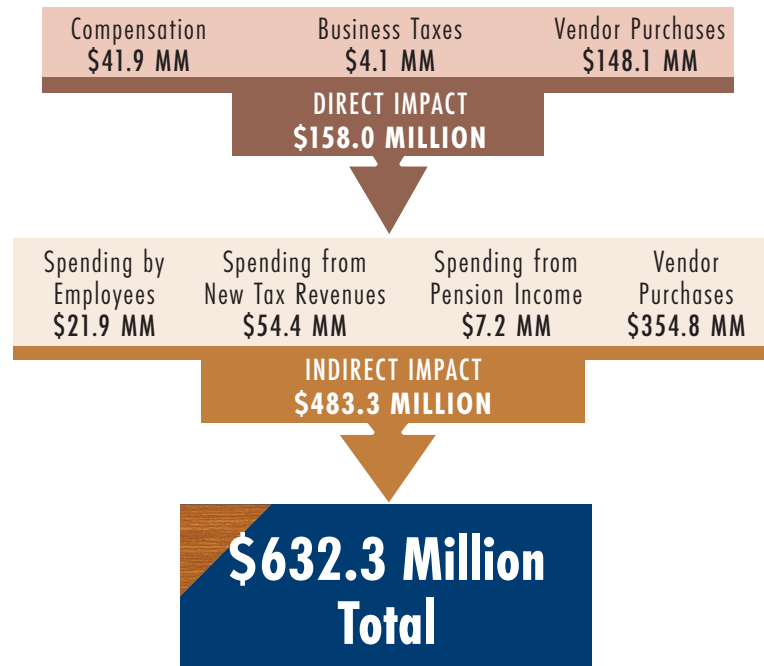 Compensation
$41.9 MM
Business Taxes
$4.1 MM
Vendor Purchases
$148.1 MM
DIRECT IMPACT
$158.0 MILLION
Spending by
Employees
$21.9 MM
Spending from
New Tax Revenues
$54.4 MM
Spending from
Pension Income
$7.2 MM
Vendor
Purchases
$354.8 MM
INDIRECT IMPACT
$483.3 MILLION
$632.3 Million
Total